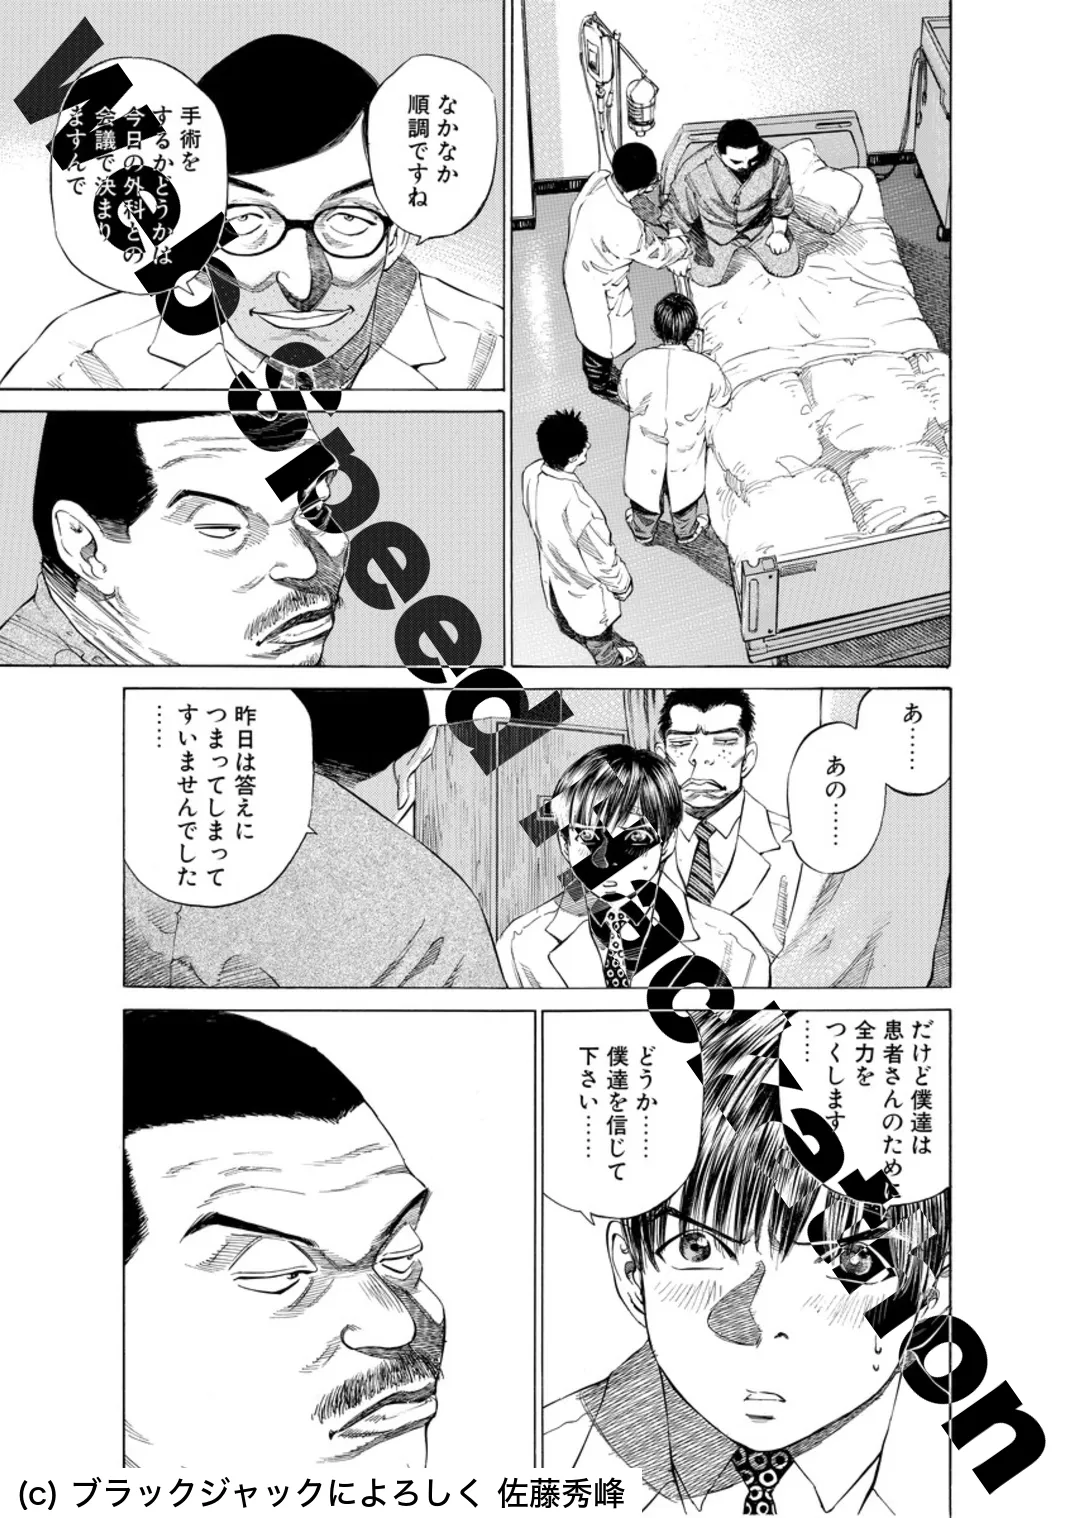 なかなか
順調ですね
手術を
するかどうかは
今日の外科との
会議で決まり
ますんで
あ……
あの……
昨日は答えに
つまってしまって
すいませんでした
……
だけど僕達は
患者さんのために
全力を
つくします
……
どうか……
僕達を信じて
下さい……
High-Speed Incorporation
(c) ブラックジャックによろしく 佐藤秀峰